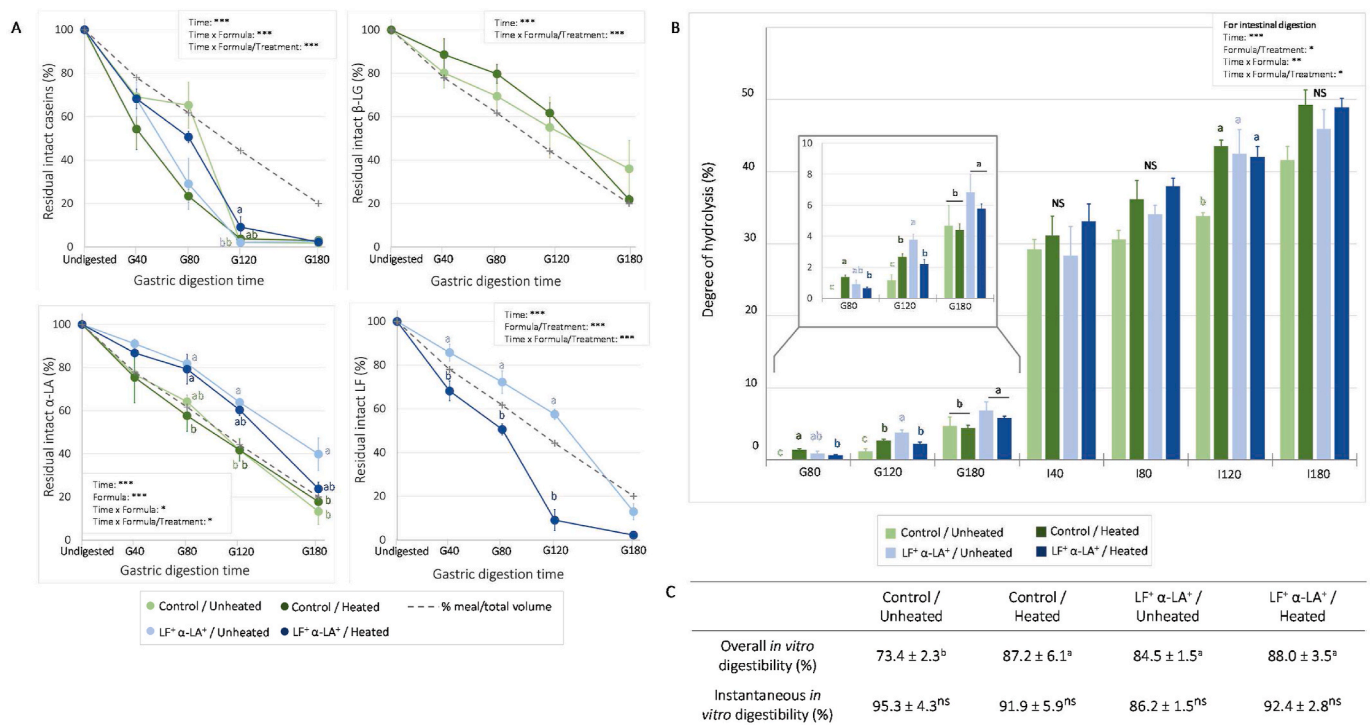 A
Time: ***
Time x Formula: ***
Time x Formula/Treatment: ***
Residual intact caseins (%)
100
80
60
40
20
0
a
ab
bb
Undigested
G40
G80
G120
G180
Gastric digestion time
Time: ***
Time x Formula/Treatment: ***
Residual intact β-LG (%)
100
80
60
40
20
0
Undigested
G40
G80
G120
G180
Gastric digestion time
Residual intact α-LA (%)
100
80
60
40
20
0
a
a
ab
b
a
ab
b b
a
ab
b
b
Time: ***
Formula: ***
Time x Formula: *
Time x Formula/Treatment: *
Undigested
G40
G80
G120
G180
Gastric digestion time
Time: ***
Formula/Treatment: ***
Time x Formula/Treatment: ***
Residual intact LF (%)
100
80
60
40
20
0
a
b
a
b
a
b
Undigested
G40
G80
G120
G180
Gastric digestion time
Control / Unheated
Control / Heated
% meal/total volume
LF⁺ α-LA⁺ / Unheated
LF⁺ α-LA⁺ / Heated
B
For intestinal digestion
Time: ***
Formula/Treatment: *
Time x Formula: **
Time x Formula/Treatment: *
Degree of hydrolysis (%)
50
40
30
20
10
0
10
8
6
4
2
0
c
a
ab
b
c
b
a
b
b
a
G80
G120
G180
c
a
ab
b
c
b
a
b
b
a
NS
NS
b
a
a
a
NS
G80
G120
G180
I40
I80
I120
I180
Control / Unheated
Control / Heated
LF⁺ α-LA⁺ / Unheated
LF⁺ α-LA⁺ / Heated
C
Control / Unheated
Control / Heated
LF⁺ α-LA⁺ / Unheated
LF⁺ α-LA⁺ / Heated
Overall in vitro digestibility (%)
73.4 ± 2.3ᵇ
87.2 ± 6.1ᵃ
84.5 ± 1.5ᵃ
88.0 ± 3.5ᵃ
Instantaneous in vitro digestibility (%)
95.3 ± 4.3ⁿˢ
91.9 ± 5.9ⁿˢ
86.2 ± 1.5ⁿˢ
92.4 ± 2.8ⁿˢ